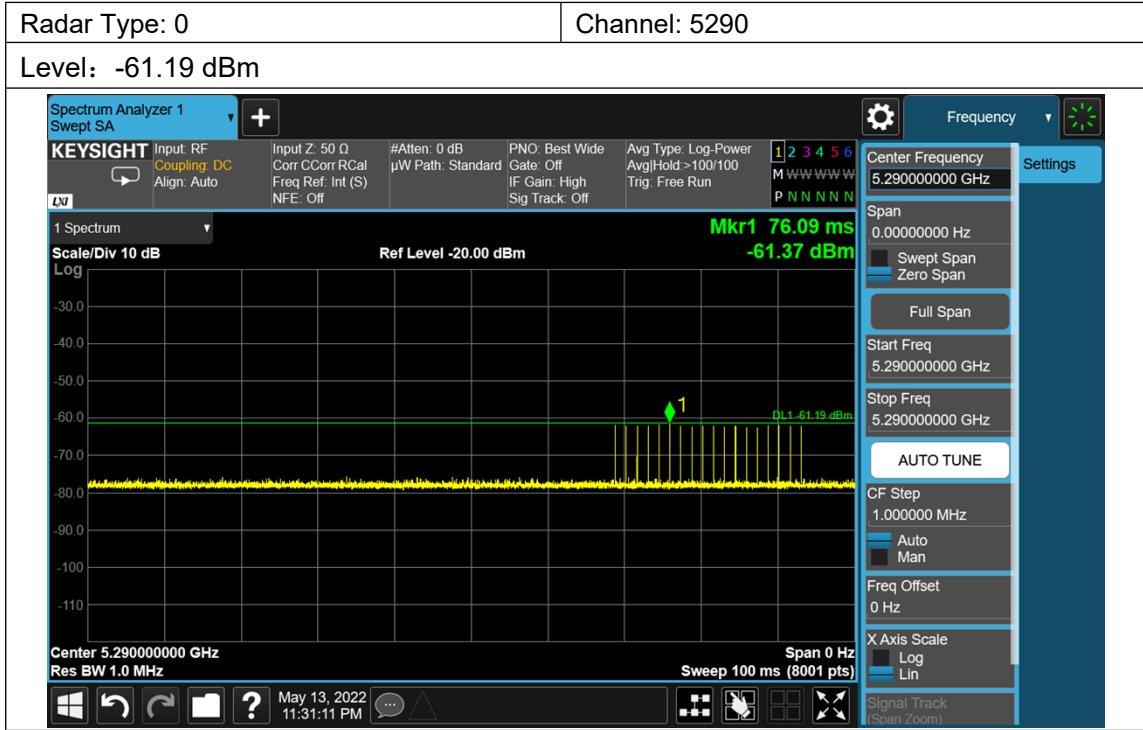 Radar Type: 0
Channel: 5290
Level：-61.19 dBm
Spectrum Analyzer 1
Swept SA
Frequency
KEYSIGHT
LXI
Input: RF
Coupling: DC
Align: Auto
Input Z: 50 Ω
Corr CCorr RCal
Freq Ref: Int (S)
NFE: Off
#Atten: 0 dB
µW Path: Standard
PNO: Best Wide
Gate: Off
IF Gain: High
Sig Track: Off
Avg Type: Log-Power
Avg|Hold:>100/100
Trig: Free Run
1 2 3 4 5 6
M W W W W W
P N N N N N
Center Frequency
5.290000000 GHz
Settings
Span
0.00000000 Hz
Swept Span
Zero Span
Full Span
Start Freq
5.290000000 GHz
Stop Freq
5.290000000 GHz
AUTO TUNE
CF Step
1.000000 MHz
Auto
Man
Freq Offset
0 Hz
X Axis Scale
Log
Lin
Signal Track
(Span Zoom)
1 Spectrum
Mkr1 76.09 ms
Scale/Div 10 dB
Ref Level -20.00 dBm
-61.37 dBm
Log
-30.0
-40.0
-50.0
-60.0
1
DL1 -61.19 dBm
-70.0
-80.0
-90.0
-100
-110
Center 5.290000000 GHz
Span 0 Hz
Res BW 1.0 MHz
Sweep 100 ms (8001 pts)
?
May 13, 2022
11:31:11 PM